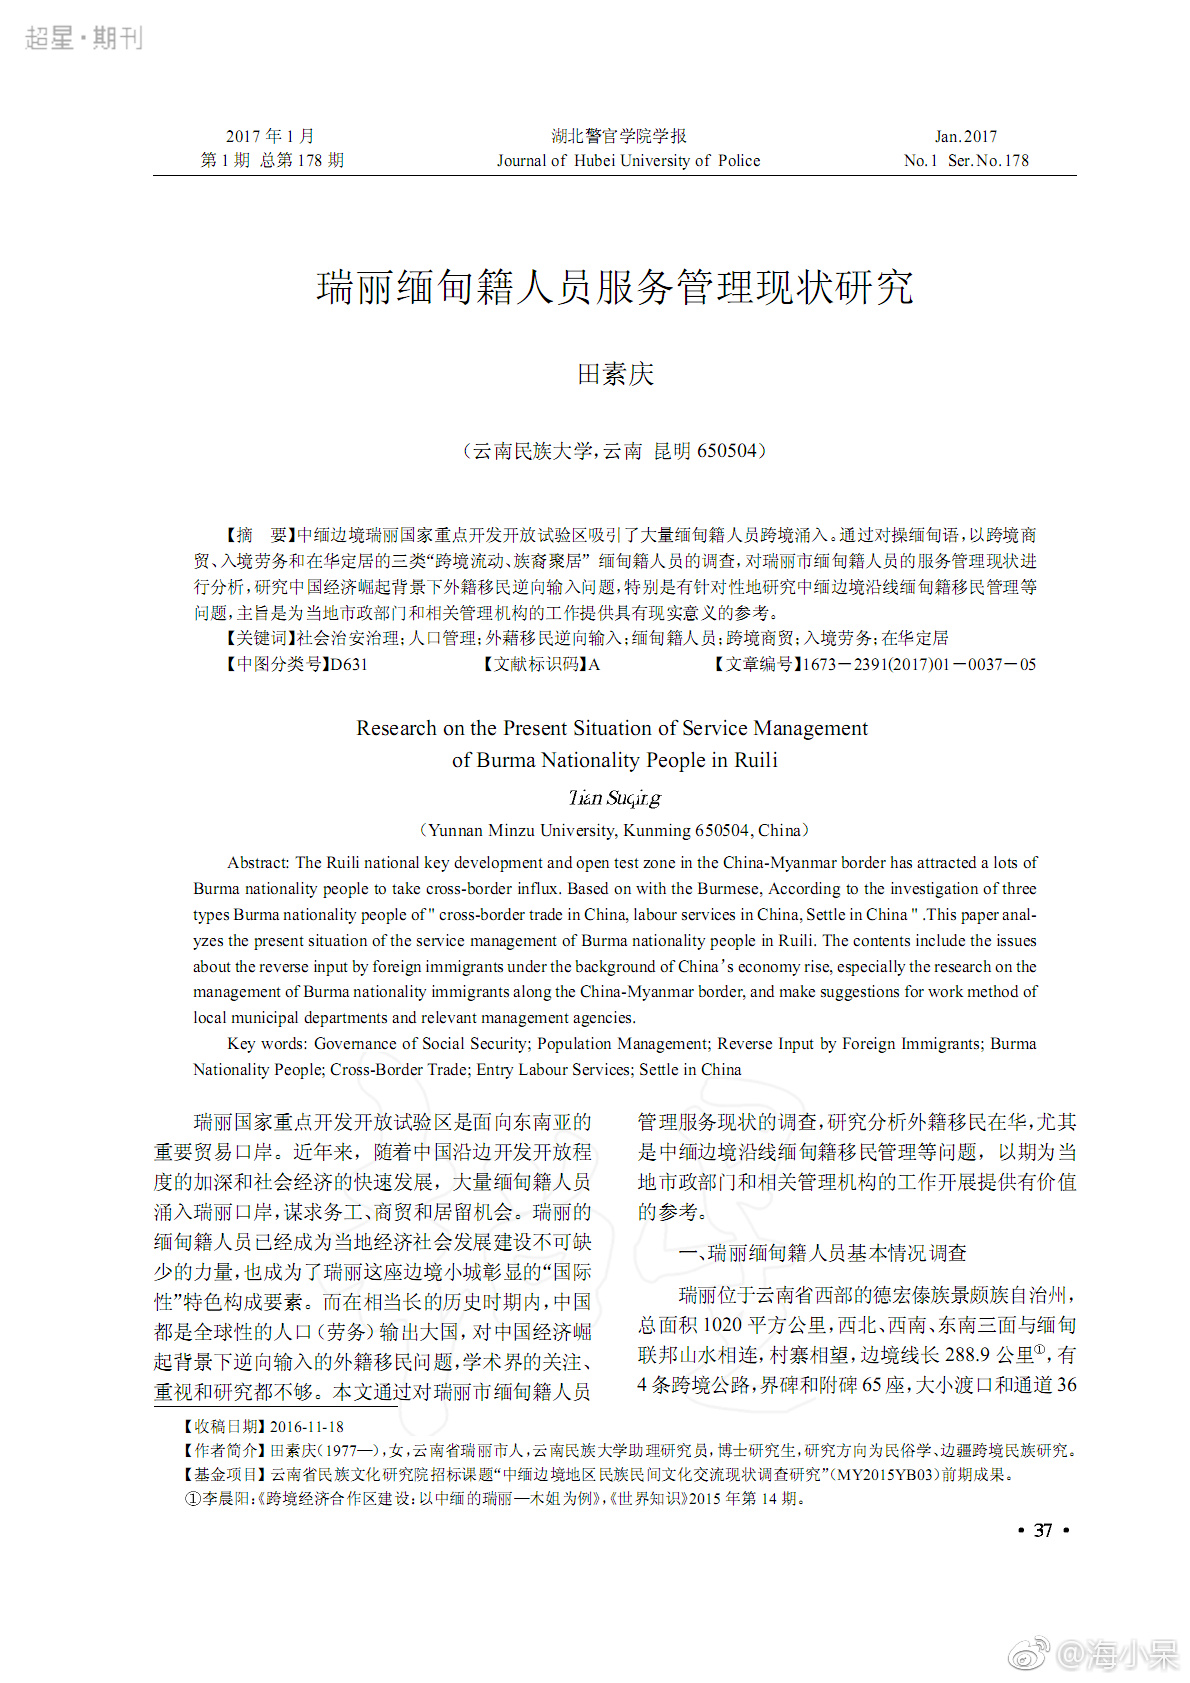 超星·期刊
2017 年 1 月
第 1 期 总第 178 期
湖北警官学院学报
Journal of Hubei University of Police
Jan.2017
No.1 Ser.No.178
瑞丽缅甸籍人员服务管理现状研究
田素庆
（云南民族大学，云南 昆明 650504）
【摘　要】中缅边境瑞丽国家重点开发开放试验区吸引了大量缅甸籍人员跨境涌入。通过对操缅甸语，以跨境商
贸、入境劳务和在华定居的三类“跨境流动、族裔聚居” 缅甸籍人员的调查，对瑞丽市缅甸籍人员的服务管理现状进
行分析，研究中国经济崛起背景下外籍移民逆向输入问题，特别是有针对性地研究中缅边境沿线缅甸籍移民管理等
问题，主旨是为当地市政部门和相关管理机构的工作提供具有现实意义的参考。
【关键词】社会治安治理；人口管理；外藉移民逆向输入；缅甸籍人员；跨境商贸；入境劳务；在华定居
【中图分类号】D631 【文献标识码】A 【文章编号】1673－2391(2017)01－0037－05
Research on the Present Situation of Service Management
of Burma Nationality People in Ruili
Tian Suqing
（Yunnan Minzu University, Kunming 650504, China）
Abstract: The Ruili national key development and open test zone in the China-Myanmar border has attracted a lots of
Burma nationality people to take cross-border influx. Based on with the Burmese, According to the investigation of three
types Burma nationality people of " cross-border trade in China, labour services in China, Settle in China " .This paper anal-
yzes the present situation of the service management of Burma nationality people in Ruili. The contents include the issues
about the reverse input by foreign immigrants under the background of China’s economy rise, especially the research on the
management of Burma nationality immigrants along the China-Myanmar border, and make suggestions for work method of
local municipal departments and relevant management agencies.
Key words: Governance of Social Security; Population Management; Reverse Input by Foreign Immigrants; Burma
Nationality People; Cross-Border Trade; Entry Labour Services; Settle in China
瑞丽国家重点开发开放试验区是面向东南亚的
重要贸易口岸。近年来，随着中国沿边开发开放程
度的加深和社会经济的快速发展，大量缅甸籍人员
涌入瑞丽口岸，谋求务工、商贸和居留机会。瑞丽的
缅甸籍人员已经成为当地经济社会发展建设不可缺
少的力量，也成为了瑞丽这座边境小城彰显的“国际
性”特色构成要素。而在相当长的历史时期内，中国
都是全球性的人口（劳务）输出大国，对中国经济崛
起背景下逆向输入的外籍移民问题，学术界的关注、
重视和研究都不够。本文通过对瑞丽市缅甸籍人员
管理服务现状的调查，研究分析外籍移民在华，尤其
是中缅边境沿线缅甸籍移民管理等问题，以期为当
地市政部门和相关管理机构的工作开展提供有价值
的参考。
一、瑞丽缅甸籍人员基本情况调查
瑞丽位于云南省西部的德宏傣族景颇族自治州，
总面积 1020 平方公里，西北、西南、东南三面与缅甸
联邦山水相连，村寨相望，边境线长 288.9 公里①，有
4 条跨境公路，界碑和附碑 65 座，大小渡口和通道 36
【收稿日期】2016-11-18
【作者简介】田素庆（1977—），女，云南省瑞丽市人，云南民族大学助理研究员，博士研究生，研究方向为民俗学、边疆跨境民族研究。
【基金项目】云南省民族文化研究院招标课题“中缅边境地区民族民间文化交流现状调查研究”（MY2015YB03）前期成果。
①李晨阳：《跨境经济合作区建设：以中缅的瑞丽—木姐为例》，《世界知识》2015 年第 14 期。
• 37 •
@海小呆